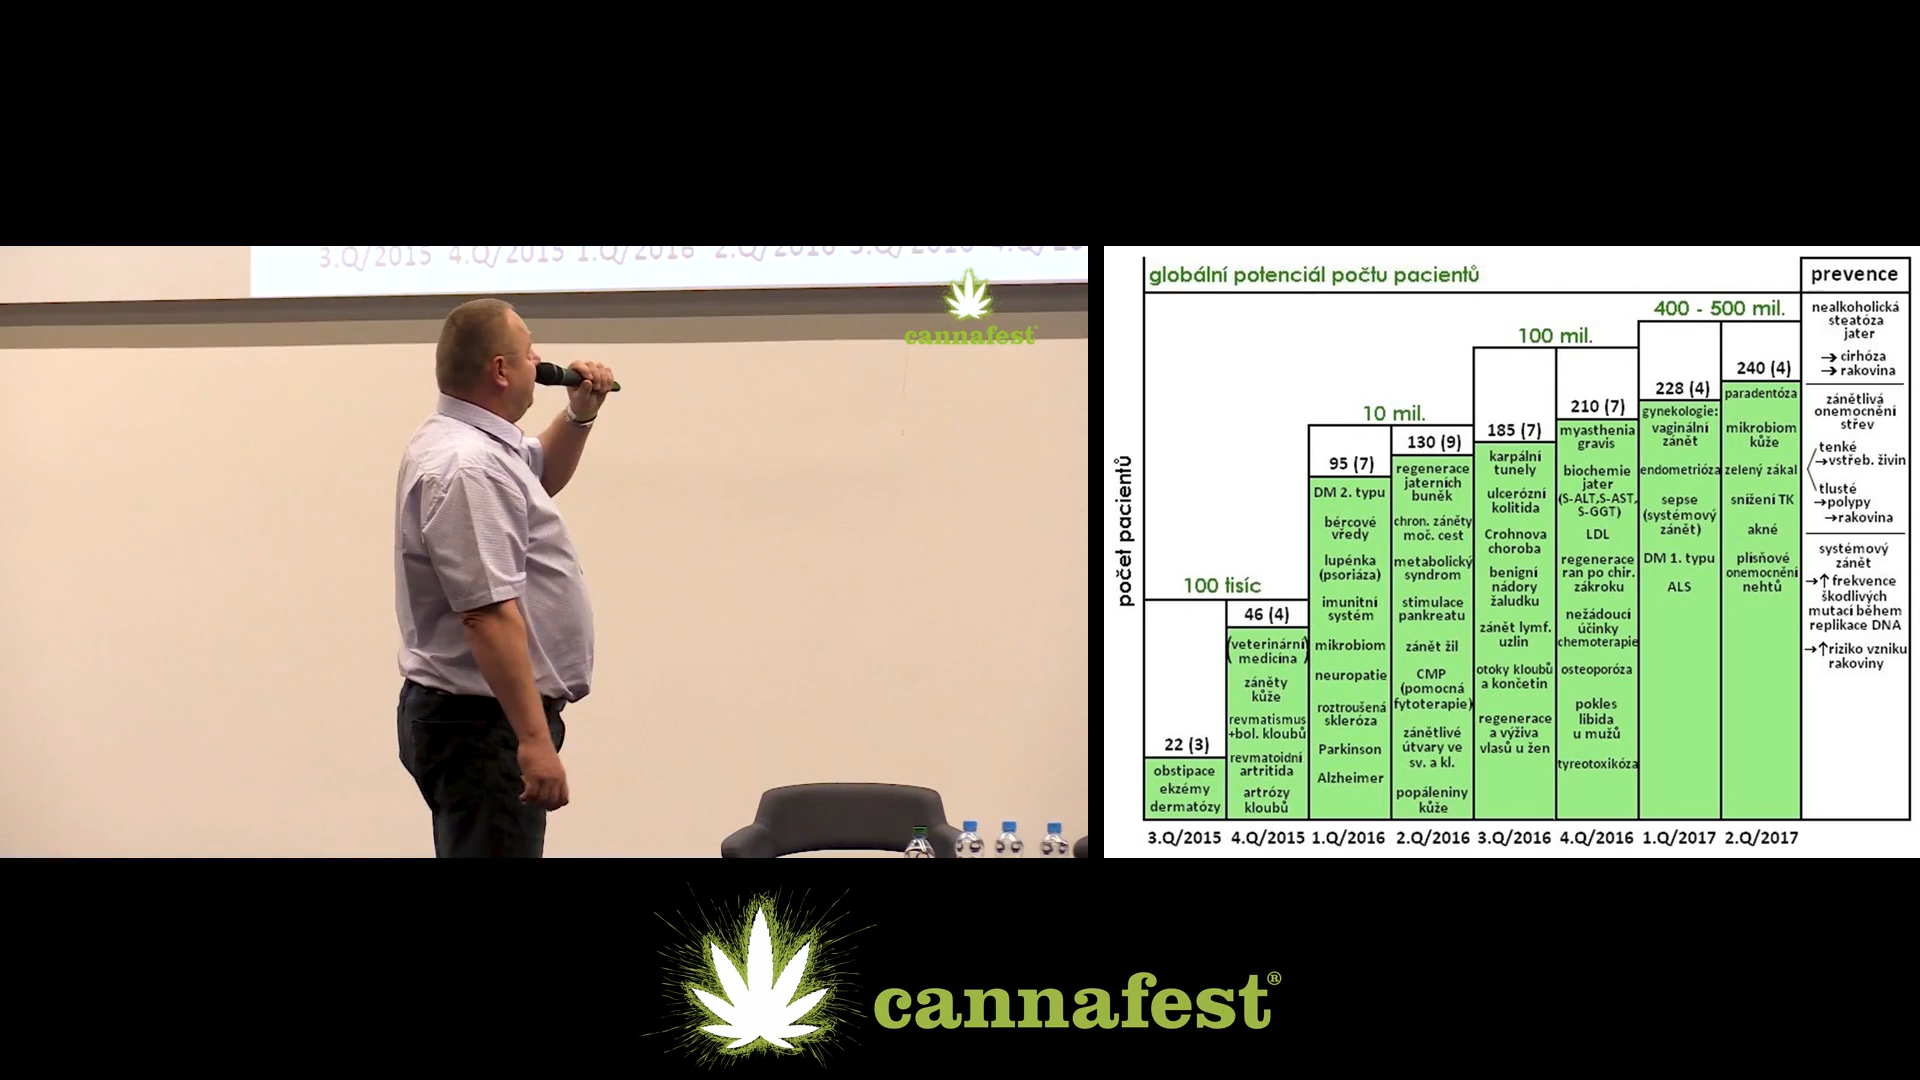 3.Q/2015 4.Q/2015 1.Q/2016 2.Q/2016 3.Q/2016
cannafest
globální potenciál počtu pacientů
prevence
počet pacientů
100 tisíc
10 mil.
100 mil.
400 - 500 mil.
22 (3)
obstipace
ekzémy
dermatózy
3.Q/2015
46 (4)
(veterinární
medicína)
záněty
kůže
revmatismus
+bol. kloubů
revmatoidní
artritida
artrózy
kloubů
4.Q/2015
95 (7)
DM 2. typu
bércové
vředy
lupénka
(psoriáza)
imunitní
systém
mikrobiom
neuropatie
roztroušená
skleróza
Parkinson
Alzheimer
1.Q/2016
130 (9)
regenerace
jaterních
buněk
chron. záněty
moč. cest
metabolický
syndrom
stimulace
pankreatu
zánět žil
CMP
(pomocná
fytoterapie)
zánětlivé
útvary ve
sv. a kl.
popáleniny
kůže
2.Q/2016
185 (7)
karpální
tunely
ulcerózní
kolitida
Crohnova
choroba
benigní
nádory
žaludku
zánět lymf.
uzlin
otoky kloubů
a končetin
regenerace
a výživa
vlasů u žen
3.Q/2016
210 (7)
myasthenia
gravis
biochemie
jater
(S-ALT,S-AST,
S-GGT)
LDL
regenerace
ran po chir.
zákroku
nežádoucí
účinky
chemoterapie
osteoporóza
pokles
libida
u mužů
tyreotoxikóza
4.Q/2016
228 (4)
gynekologie:
vaginální
zánět
endometrióza
sepse
(systémový
zánět)
DM 1. typu
ALS
1.Q/2017
240 (4)
paradentóza
mikrobiom
kůže
zelený zákal
snížení TK
akné
plísňové
onemocnění
nehtů
2.Q/2017
nealkoholická
steatóza
jater
→ cirhóza
→ rakovina
zánětlivá
onemocnění
střev
tenké
→vstřeb. živin
tlusté
→polypy
→rakovina
systémový
zánět
→↑frekvence
škodlivých
mutací během
replikace DNA
→↑riziko vzniku
rakoviny
cannafest®